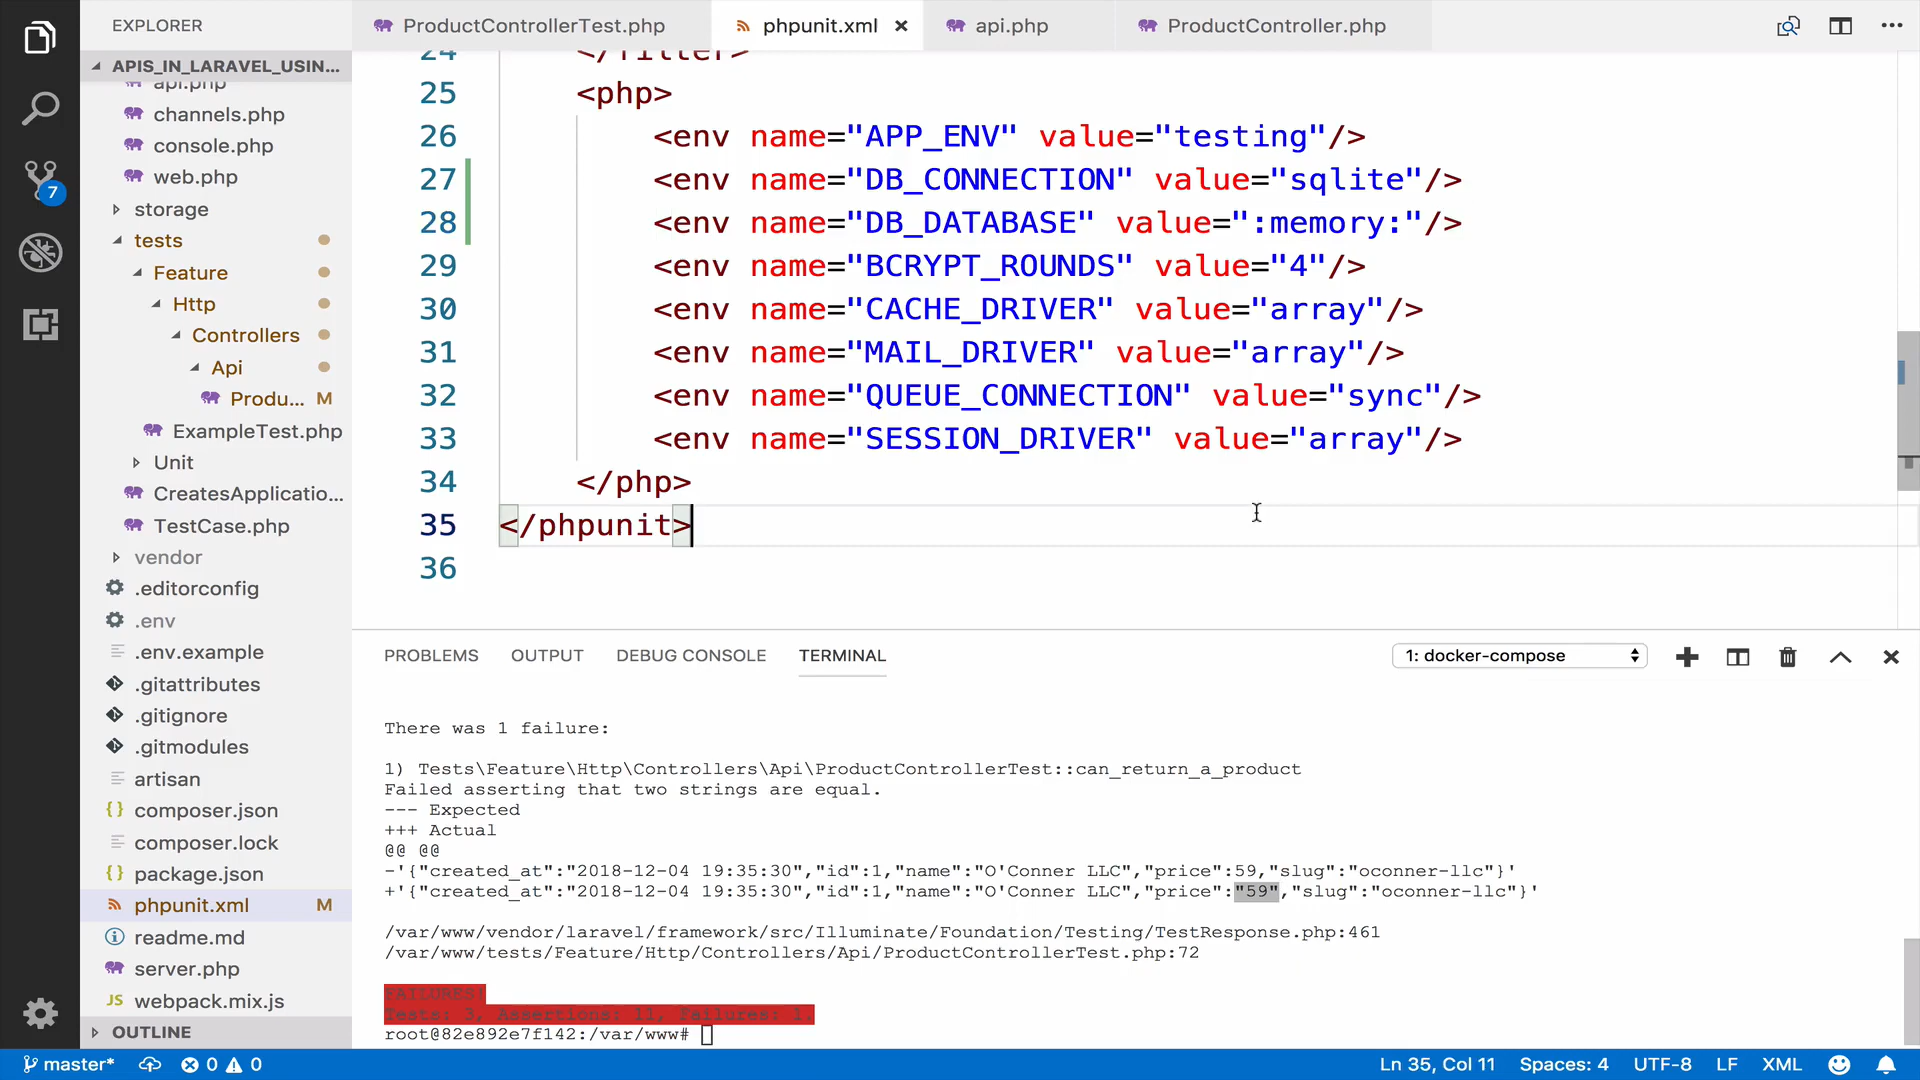 EXPLORER
ProductControllerTest.php
phpunit.xml
api.php
ProductController.php
APIS_IN_LARAVEL_USIN...
api.php
channels.php
console.php
web.php
storage
tests
Feature
Http
Controllers
Api
Produ... M
ExampleTest.php
Unit
CreatesApplicatio...
TestCase.php
vendor
.editorconfig
.env
.env.example
.gitattributes
.gitignore
.gitmodules
artisan
composer.json
composer.lock
package.json
phpunit.xml M
readme.md
server.php
JS webpack.mix.js
OUTLINE
7
24 </filter>
25 <php>
26 <env name="APP_ENV" value="testing"/>
27 <env name="DB_CONNECTION" value="sqlite"/>
28 <env name="DB_DATABASE" value=":memory:"/>
29 <env name="BCRYPT_ROUNDS" value="4"/>
30 <env name="CACHE_DRIVER" value="array"/>
31 <env name="MAIL_DRIVER" value="array"/>
32 <env name="QUEUE_CONNECTION" value="sync"/>
33 <env name="SESSION_DRIVER" value="array"/>
34 </php>
35 </phpunit>
36
PROBLEMS OUTPUT DEBUG CONSOLE TERMINAL 1: docker-compose
There was 1 failure:
1) Tests\Feature\Http\Controllers\Api\ProductControllerTest::can_return_a_product
Failed asserting that two strings are equal.
--- Expected
+++ Actual
@@ @@
-'{"created_at":"2018-12-04 19:35:30","id":1,"name":"O'Conner LLC","price":59,"slug":"oconner-llc"}'
+'{"created_at":"2018-12-04 19:35:30","id":1,"name":"O'Conner LLC","price":"59","slug":"oconner-llc"}'
/var/www/vendor/laravel/framework/src/Illuminate/Foundation/Testing/TestResponse.php:461
/var/www/tests/Feature/Http/Controllers/Api/ProductControllerTest.php:72
FAILURES!
Tests: 3, Assertions: 11, Failures: 1.
root@82e892e7f142:/var/www#
master* 0 0 Ln 35, Col 11 Spaces: 4 UTF-8 LF XML